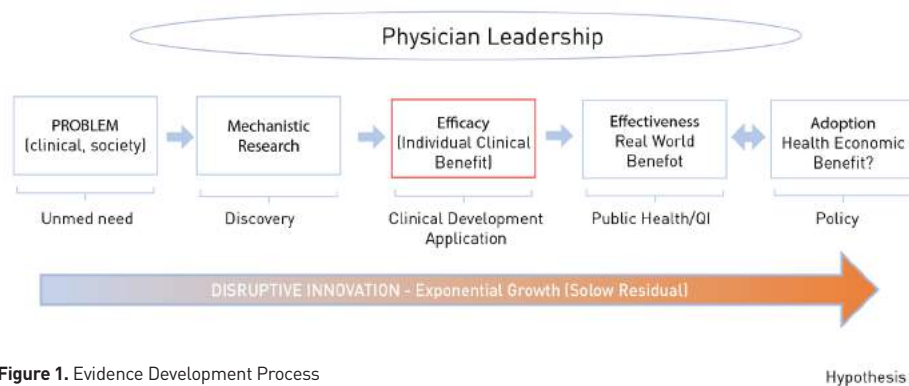 Physician Leadership
PROBLEM
(clinical, society)
Mechanistic
Research
Efficacy
(Individual Clinical
Benefit)
Effectiveness
Real World
Benefot
Adoption
Health Economic
Benefit?
Unmed need
Discovery
Clinical Development
Application
Public Health/QI
Policy
DISRUPTIVE INNOVATION - Exponential Growth (Solow Residual)
Figure 1. Evidence Development Process
Hypothesis